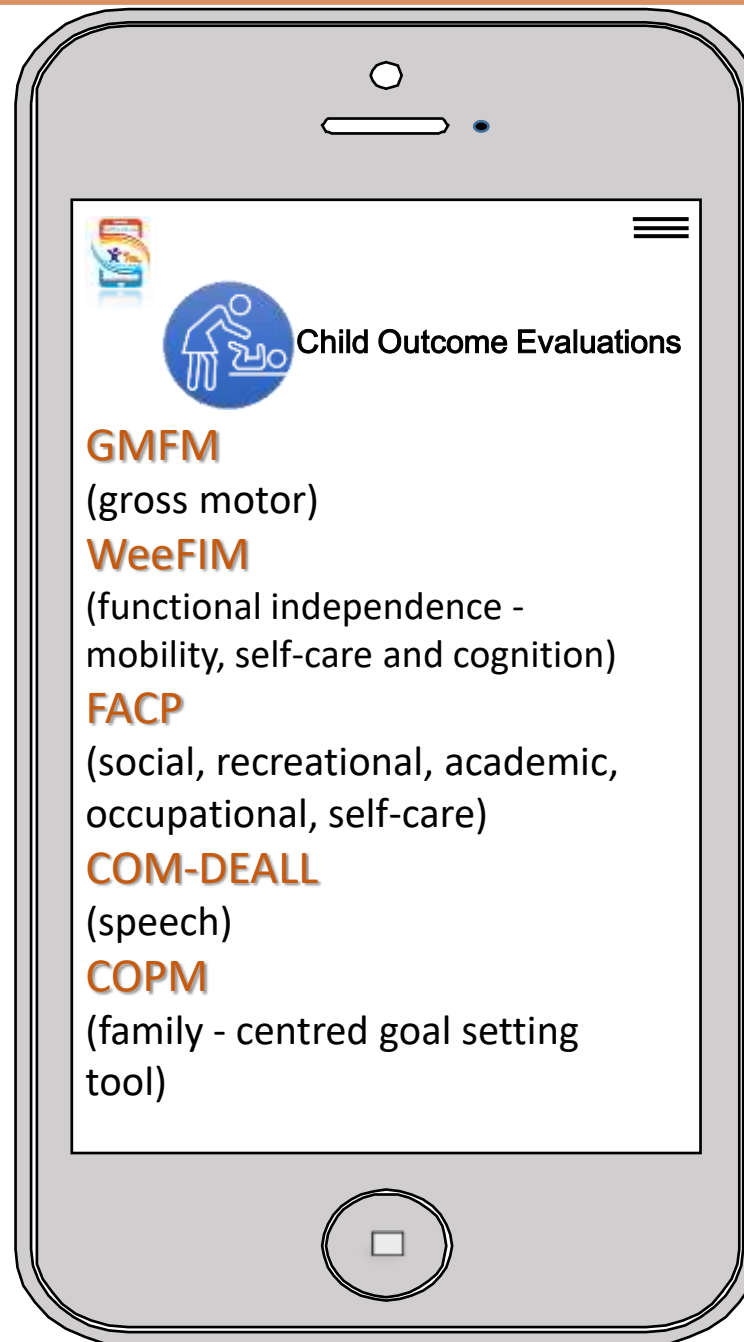 Child Outcome Evaluations
GMFM
(gross motor)
WeeFIM
(functional independence -
mobility, self-care and cognition)
FACP
(social, recreational, academic,
occupational, self-care)
COM-DEALL
(speech)
COPM
(family - centred goal setting
tool)